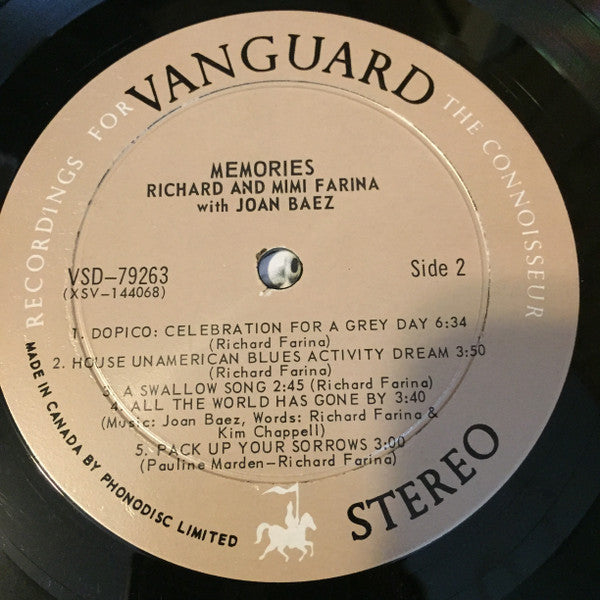 RECORDINGS FOR VANGUARD THE CONNOISSEUR
MEMORIES
RICHARD AND MIMI FARINA
with JOAN BAEZ
VSD-79263
(XSV-144068)
Side 2
1. DOPICO: CELEBRATION FOR A GREY DAY 6:34
(Richard Farina)
2. HOUSE UNAMERICAN BLUES ACTIVITY DREAM 3:50
(Richard Farina)
3. A SWALLOW SONG 2:45 (Richard Farina)
4. ALL THE WORLD HAS GONE BY 3:40
(Music: Joan Baez, Words: Richard Farina &
Kim Chappell)
5. PACK UP YOUR SORROWS 3:00
(Pauline Marden-Richard Farina)
MADE IN CANADA BY PHONODISC LIMITED
STEREO